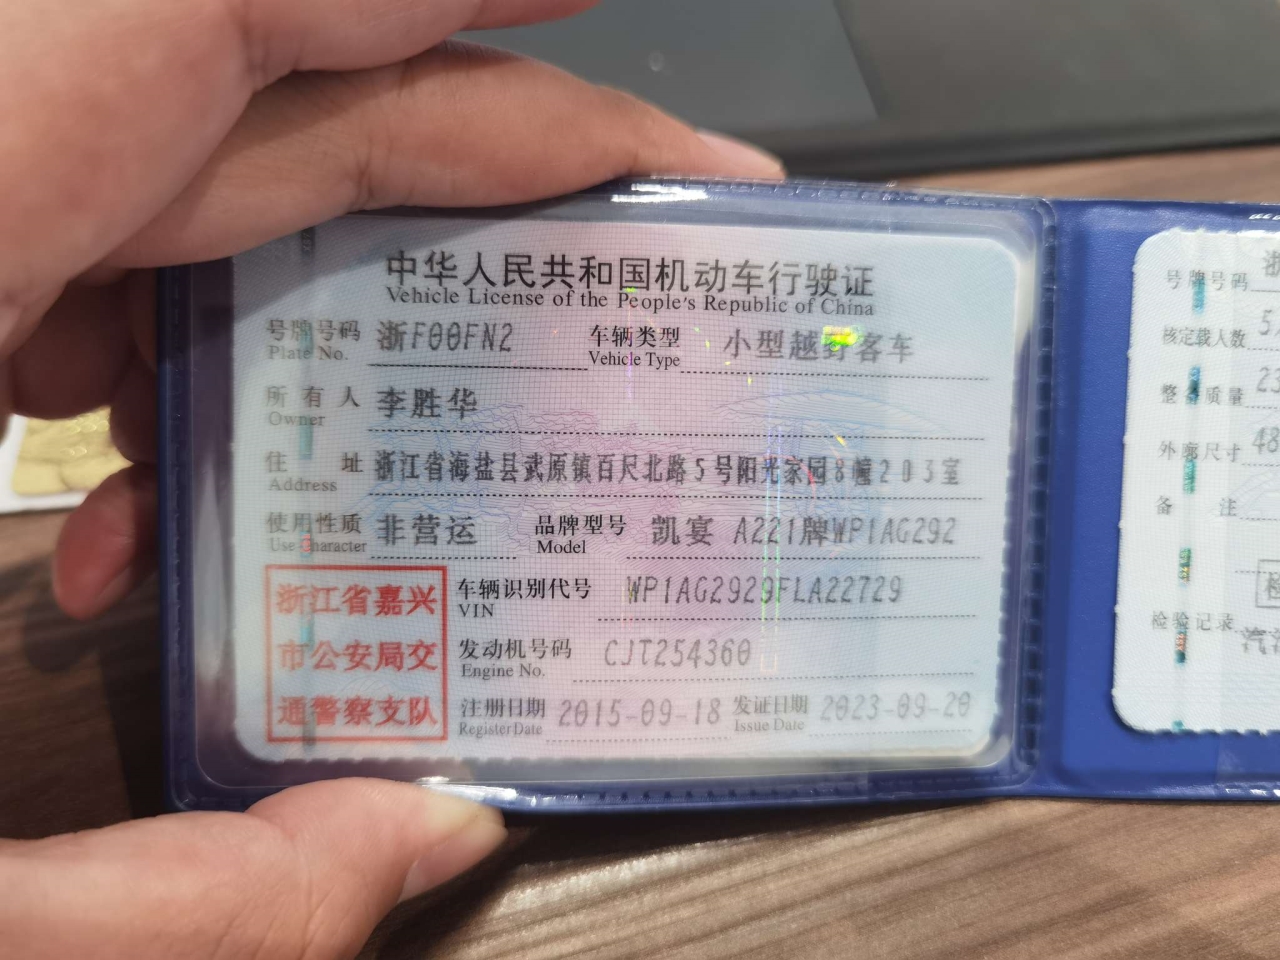 中华人民共和国机动车行驶证
Vehicle License of the People's Republic of China
号牌号码 浙F00FN2 车辆类型 小型越野客车
Plate No. Vehicle Type
所有人 李胜华
Owner
住址 浙江省海盐县武原镇百尺北路5号阳光家园8幢203室
Address
使用性质 非营运 品牌型号 凯宴 A221牌WP1AG292
Use Character Model
浙江省嘉兴
市公安局交
通警察支队
车辆识别代号 WP1AG2929FLA22729
VIN
发动机号码 CJT254360
Engine No.
注册日期 2015-09-18 发证日期 2023-09-20
Register Date Issue Date
号牌号码 浙
核定载人数 5
整备质量 23
外廓尺寸 48
备注
检验记录